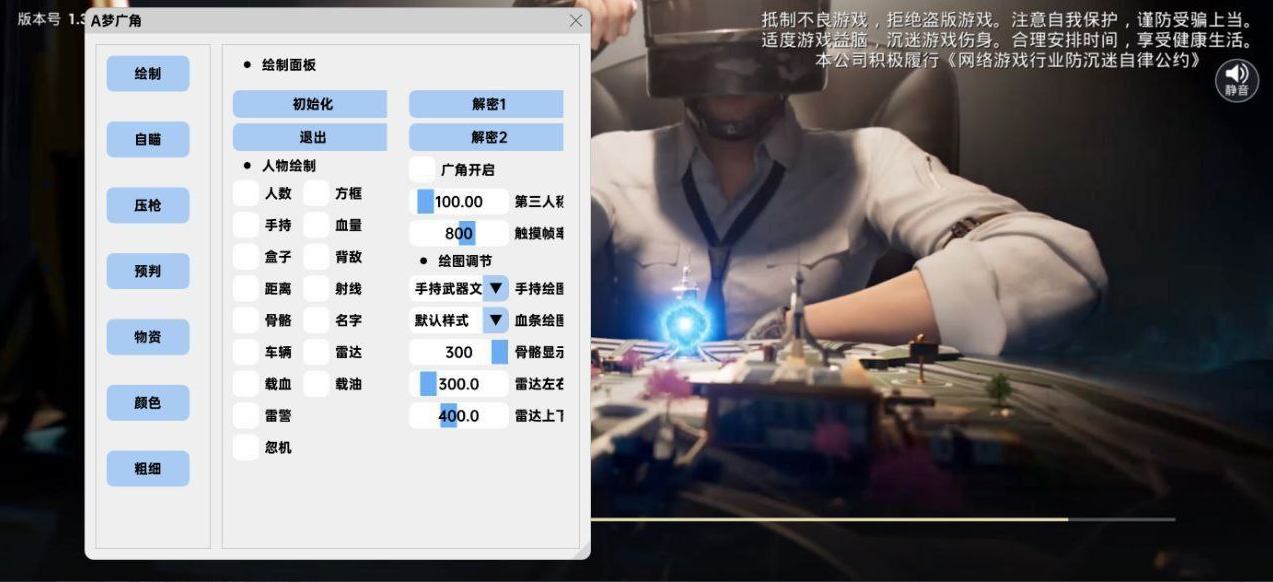 版本号 1.3
A梦广角
抵制不良游戏，拒绝盗版游戏。注意自我保护，谨防受骗上当。
适度游戏益脑，沉迷游戏伤身。合理安排时间，享受健康生活。
本公司积极履行《网络游戏行业防沉迷自律公约》
静音
绘制
自瞄
压枪
预判
物资
颜色
粗细
绘制面板
初始化
解密1
退出
解密2
人物绘制
人数
方框
手持
血量
盒子
背敌
距离
射线
骨骼
名字
车辆
雷达
载血
载油
雷警
忽机
广角开启
100.00 第三人称
800 触摸帧率
绘图调节
手持武器文 手持绘图
默认样式 血条绘图
300 骨骼显示
300.0 雷达左右
400.0 雷达上下